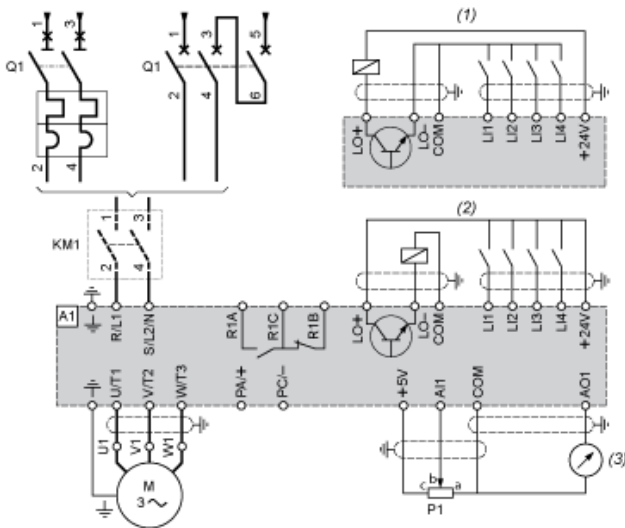 (1)
1 3
Q1
2 4
1 3 5
Q1
2 4 6
LO+ LO- COM LI1 LI2 LI3 LI4 +24V
1 3
KM1
2 4
(2)
A1
R/L1 S/L2/N R1A R1C R1B LO+ LO- COM LI1 LI2 LI3 LI4 +24V
U/T1 V/T2 W/T3 PA/+ PC/- +5V AI1 COM AO1
U1 V1 W1
M
3~
c b a
P1
(3)